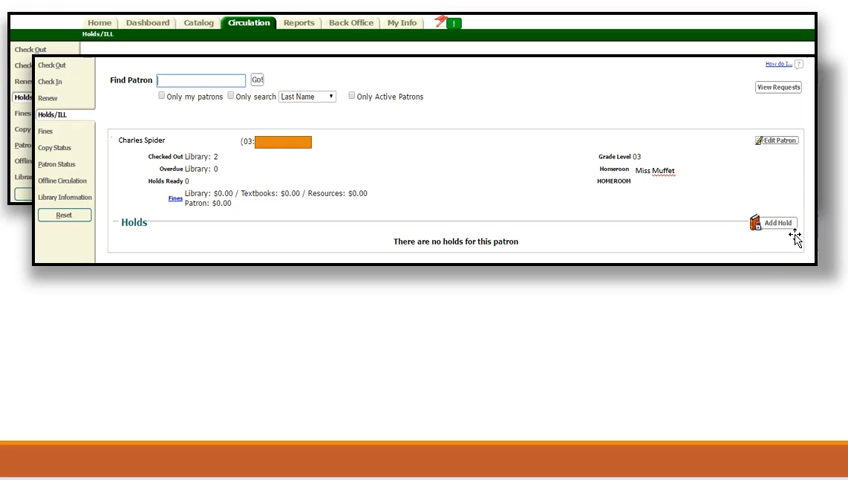 Home Dashboard Catalog Circulation Reports Back Office My Info 1
Holds/ILL
Check Out
How do I... ?
Check Out
Find Patron Go!
Check In
View Requests
Renew
Only my patrons Only search Last Name Only Active Patrons
Holds/ILL
Fines
Charles Spider (03:
Edit Patron
Copy Status
Checked Out Library: 2
Grade Level 03
Patron Status
Overdue Library: 0
Homeroom Miss Muffet
Offline Circulation
Holds Ready 0
HOMEROOM
Library Information
Fines Library: $0.00 / Textbooks: $0.00 / Resources: $0.00
Patron: $0.00
Reset
Holds
Add Hold
There are no holds for this patron